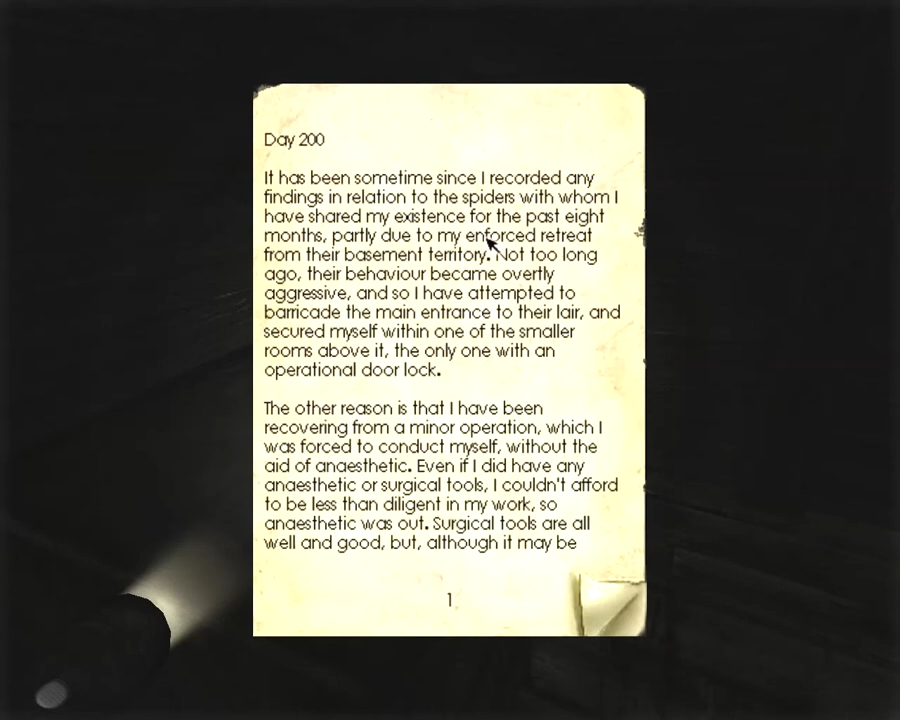 Day 200
It has been sometime since I recorded any
findings in relation to the spiders with whom I
have shared my existence for the past eight
months, partly due to my enforced retreat
from their basement territory. Not too long
ago, their behaviour became overtly
aggressive, and so I have attempted to
barricade the main entrance to their lair, and
secured myself within one of the smaller
rooms above it, the only one with an
operational door lock.
The other reason is that I have been
recovering from a minor operation, which I
was forced to conduct myself, without the
aid of anaesthetic. Even if I did have any
anaesthetic or surgical tools, I couldn't afford
to be less than diligent in my work, so
anaesthetic was out. Surgical tools are all
well and good, but, although it may be
1